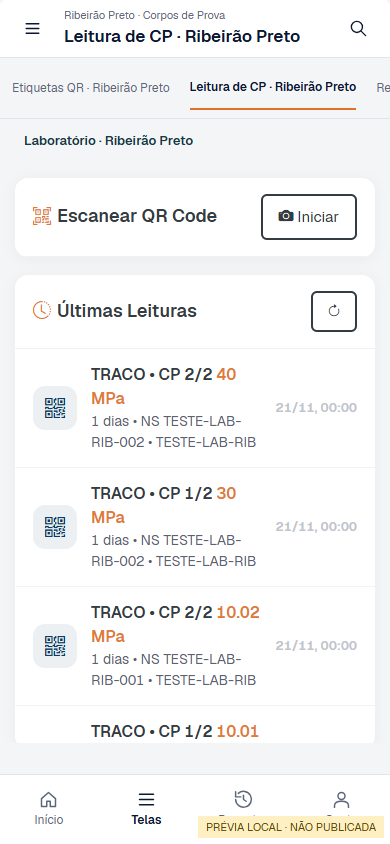 Ribeirão Preto · Corpos de Prova
Leitura de CP · Ribeirão Preto
Etiquetas QR · Ribeirão Preto
Leitura de CP · Ribeirão Preto
Re
Laboratório · Ribeirão Preto
Escanear QR Code
Iniciar
Últimas Leituras
TRACO • CP 2/2 40
MPa
1 dias • NS TESTE-LAB-
RIB-002 • TESTE-LAB-RIB
21/11, 00:00
TRACO • CP 1/2 30
MPa
1 dias • NS TESTE-LAB-
RIB-002 • TESTE-LAB-RIB
21/11, 00:00
TRACO • CP 2/2 10.02
MPa
1 dias • NS TESTE-LAB-
RIB-001 • TESTE-LAB-RIB
21/11, 00:00
TRACO • CP 1/2 10.01
Início
Telas
PRÉVIA LOCAL · NÃO PUBLICADA